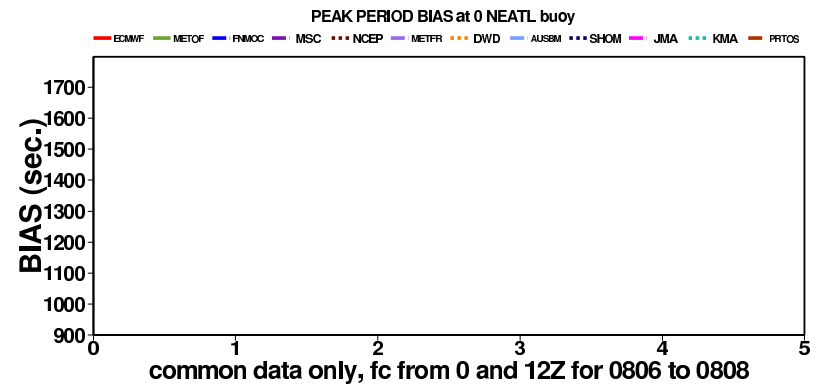 PEAK PERIOD BIAS at 0 NEATL buoy
ECMWF METOF FNMOC MSC NCEP METFR DWD AUSBM SHOM JMA KMA PRTOS
BIAS (sec.)
1700
1600
1500
1400
1300
1200
1100
1000
900
0 1 2 3 4 5
common data only, fc from 0 and 12Z for 0806 to 0808